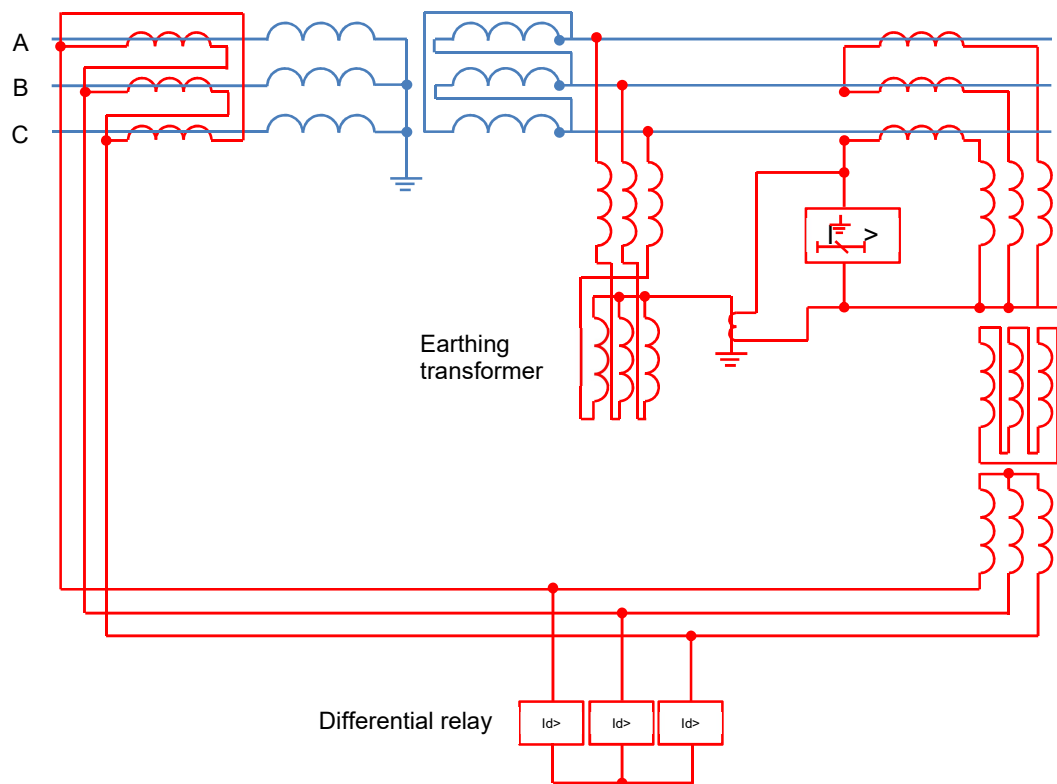 A
B
C
I >
Earthing
transformer
Differential relay
Id>
Id>
Id>